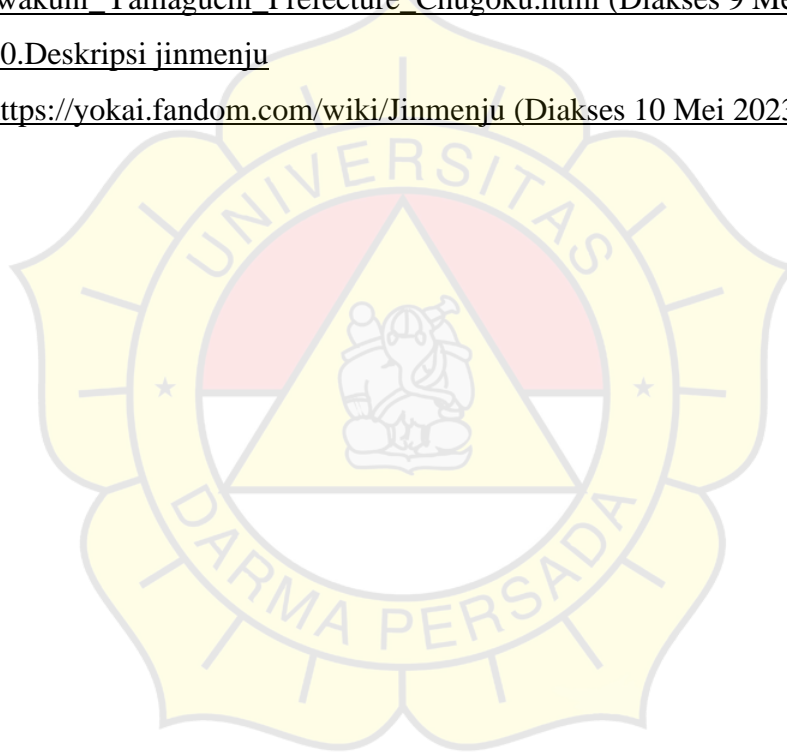 wakuni_Yamaguchi_Prefecture_Chugoku.html (Diakses 9 Me
0.Deskripsi jinmenju
ttps://yokai.fandom.com/wiki/Jinmenju (Diakses 10 Mei 2023
UNIVERSITAS
DARMA PERSADA